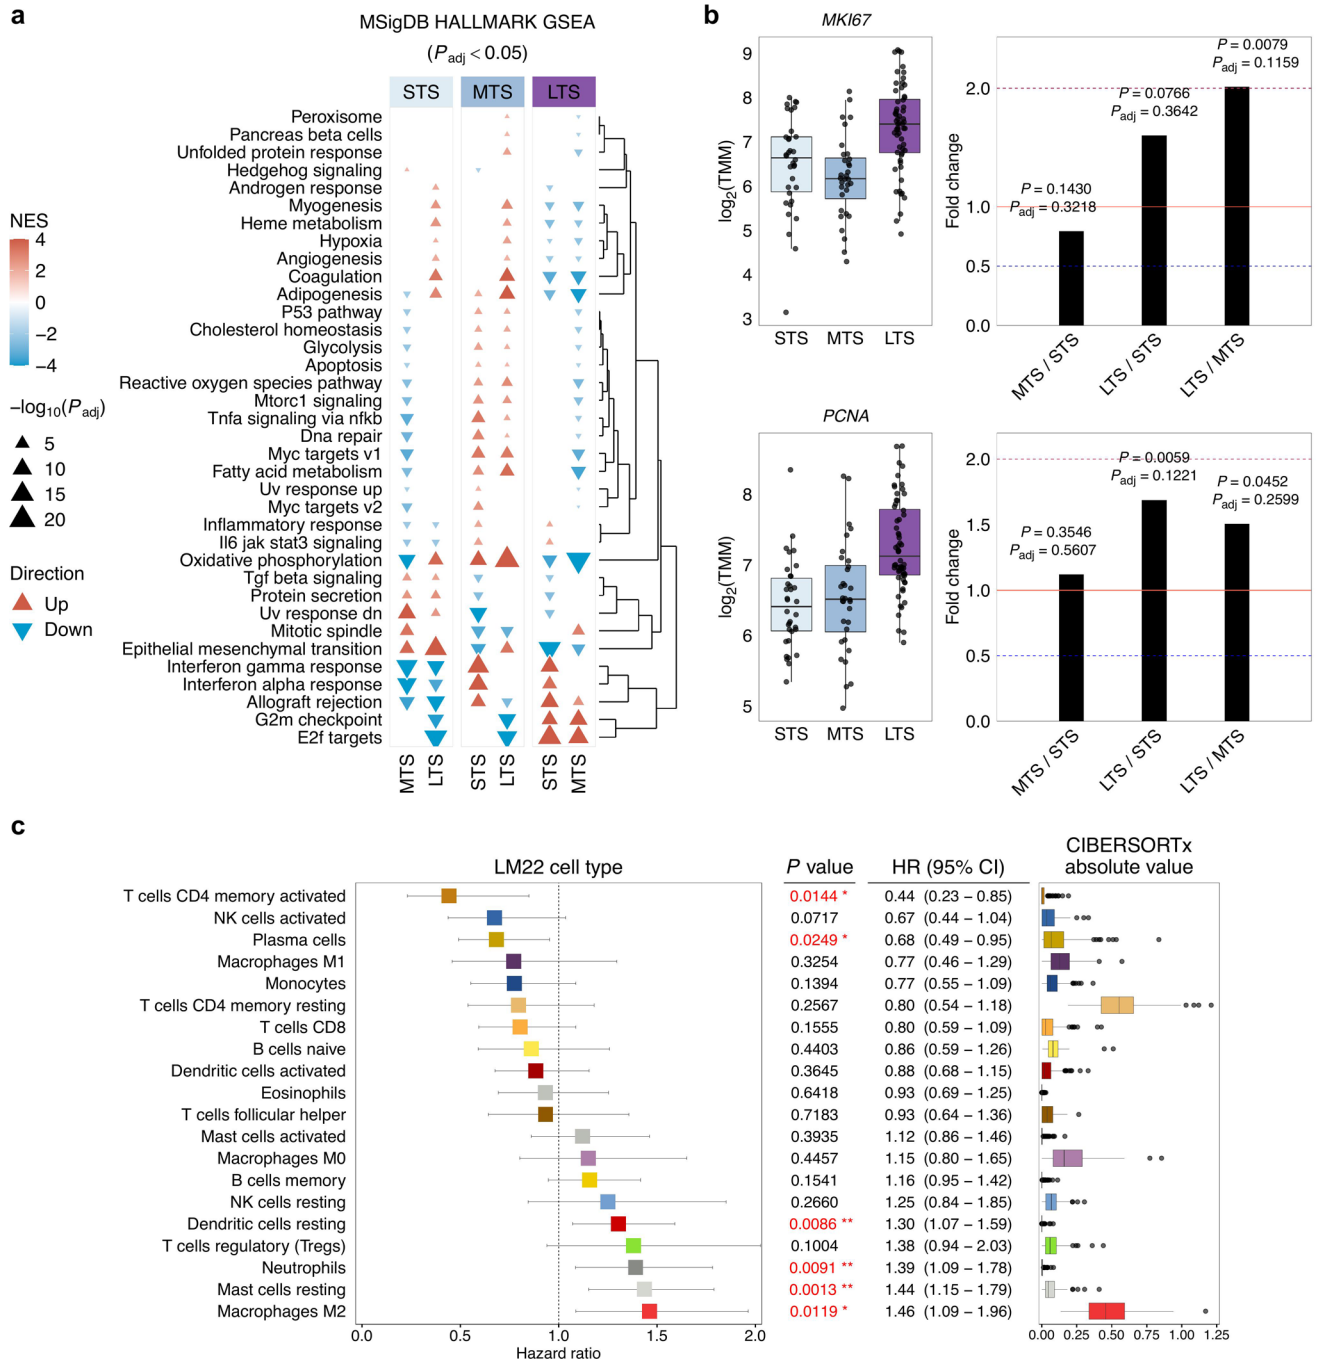 a
MSigDB HALLMARK GSEA
(Padj < 0.05)
STS MTS LTS
Peroxisome
Pancreas beta cells
Unfolded protein response
Hedgehog signaling
Androgen response
Myogenesis
Heme metabolism
Hypoxia
Angiogenesis
Coagulation
Adipogenesis
P53 pathway
Cholesterol homeostasis
Glycolysis
Apoptosis
Reactive oxygen species pathway
Mtorc1 signaling
Tnfa signaling via nfkb
Dna repair
Myc targets v1
Fatty acid metabolism
Uv response up
Myc targets v2
Inflammatory response
Il6 jak stat3 signaling
Oxidative phosphorylation
Tgf beta signaling
Protein secretion
Uv response dn
Mitotic spindle
Epithelial mesenchymal transition
Interferon gamma response
Interferon alpha response
Allograft rejection
G2m checkpoint
E2f targets
MTS LTS STS LTS STS MTS
NES
4
2
0
−2
−4
−log10(Padj)
5
10
15
20
Direction
Up
Down
b
MKI67
log2(TMM)
9
8
7
6
5
4
3
STS MTS LTS
Fold change
2.0
1.0
0.5
0.0
P = 0.1430
Padj = 0.3218
P = 0.0766
Padj = 0.3642
P = 0.0079
Padj = 0.1159
MTS / STS
LTS / STS
LTS / MTS
PCNA
log2(TMM)
8
7
6
5
STS MTS LTS
Fold change
2.0
1.5
1.0
0.5
0.0
P = 0.3546
Padj = 0.5607
P = 0.0059
Padj = 0.1221
P = 0.0452
Padj = 0.2599
MTS / STS
LTS / STS
LTS / MTS
c
LM22 cell type P value HR (95% CI) CIBERSORTx
absolute value
T cells CD4 memory activated 0.0144 * 0.44 (0.23 – 0.85)
NK cells activated 0.0717 0.67 (0.44 – 1.04)
Plasma cells 0.0249 * 0.68 (0.49 – 0.95)
Macrophages M1 0.3254 0.77 (0.46 – 1.29)
Monocytes 0.1394 0.77 (0.55 – 1.09)
T cells CD4 memory resting 0.2567 0.80 (0.54 – 1.18)
T cells CD8 0.1555 0.80 (0.59 – 1.09)
B cells naive 0.4403 0.86 (0.59 – 1.26)
Dendritic cells activated 0.3645 0.88 (0.68 – 1.15)
Eosinophils 0.6418 0.93 (0.69 – 1.25)
T cells follicular helper 0.7183 0.93 (0.64 – 1.36)
Mast cells activated 0.3935 1.12 (0.86 – 1.46)
Macrophages M0 0.4457 1.15 (0.80 – 1.65)
B cells memory 0.1541 1.16 (0.95 – 1.42)
NK cells resting 0.2660 1.25 (0.84 – 1.85)
Dendritic cells resting 0.0086 ** 1.30 (1.07 – 1.59)
T cells regulatory (Tregs) 0.1004 1.38 (0.94 – 2.03)
Neutrophils 0.0091 ** 1.39 (1.09 – 1.78)
Mast cells resting 0.0013 ** 1.44 (1.15 – 1.79)
Macrophages M2 0.0119 * 1.46 (1.09 – 1.96)
0.0 0.5 1.0 1.5 2.0
Hazard ratio
0.00 0.25 0.50 0.75 1.00 1.25